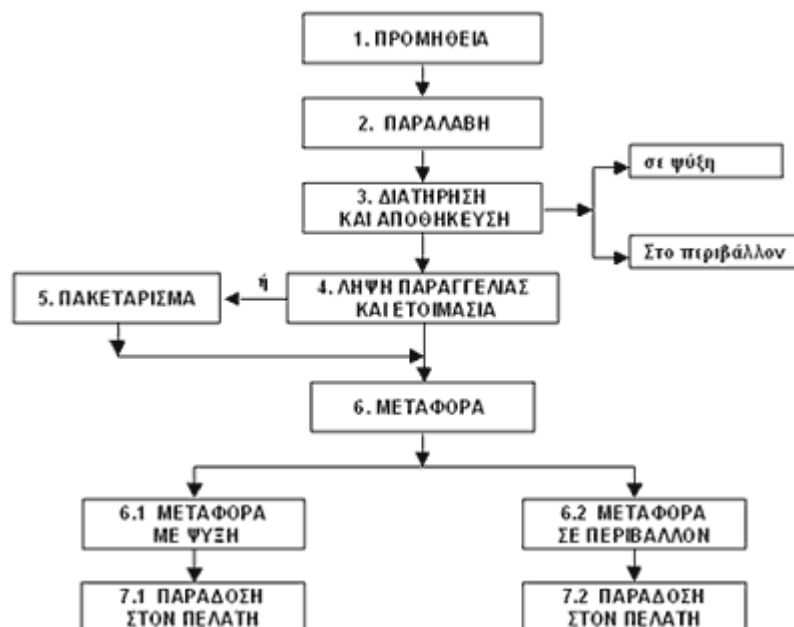 1. ΠΡΟΜΗΘΕΙΑ
2. ΠΑΡΑΛΑΒΗ
σε ψύξη
3. ΔΙΑΤΗΡΗΣΗ
ΚΑΙ ΑΠΟΘΗΚΕΥΣΗ
Στο περιβάλλον
5. ΠΑΚΕΤΑΡΙΣΜΑ
ή
4. ΛΗΨΗ ΠΑΡΑΓΓΕΛΙΑΣ
ΚΑΙ ΕΤΟΙΜΑΣΙΑ
6. ΜΕΤΑΦΟΡΑ
6.1 ΜΕΤΑΦΟΡΑ
ΜΕ ΨΥΞΗ
6.2 ΜΕΤΑΦΟΡΑ
ΣΕ ΠΕΡΙΒΑΛΛΟΝ
7.1 ΠΑΡΑΔΟΣΗ
ΣΤΟΝ ΠΕΛΑΤΗ
7.2 ΠΑΡΑΔΟΣΗ
ΣΤΟΝ ΠΕΛΑΤΗ